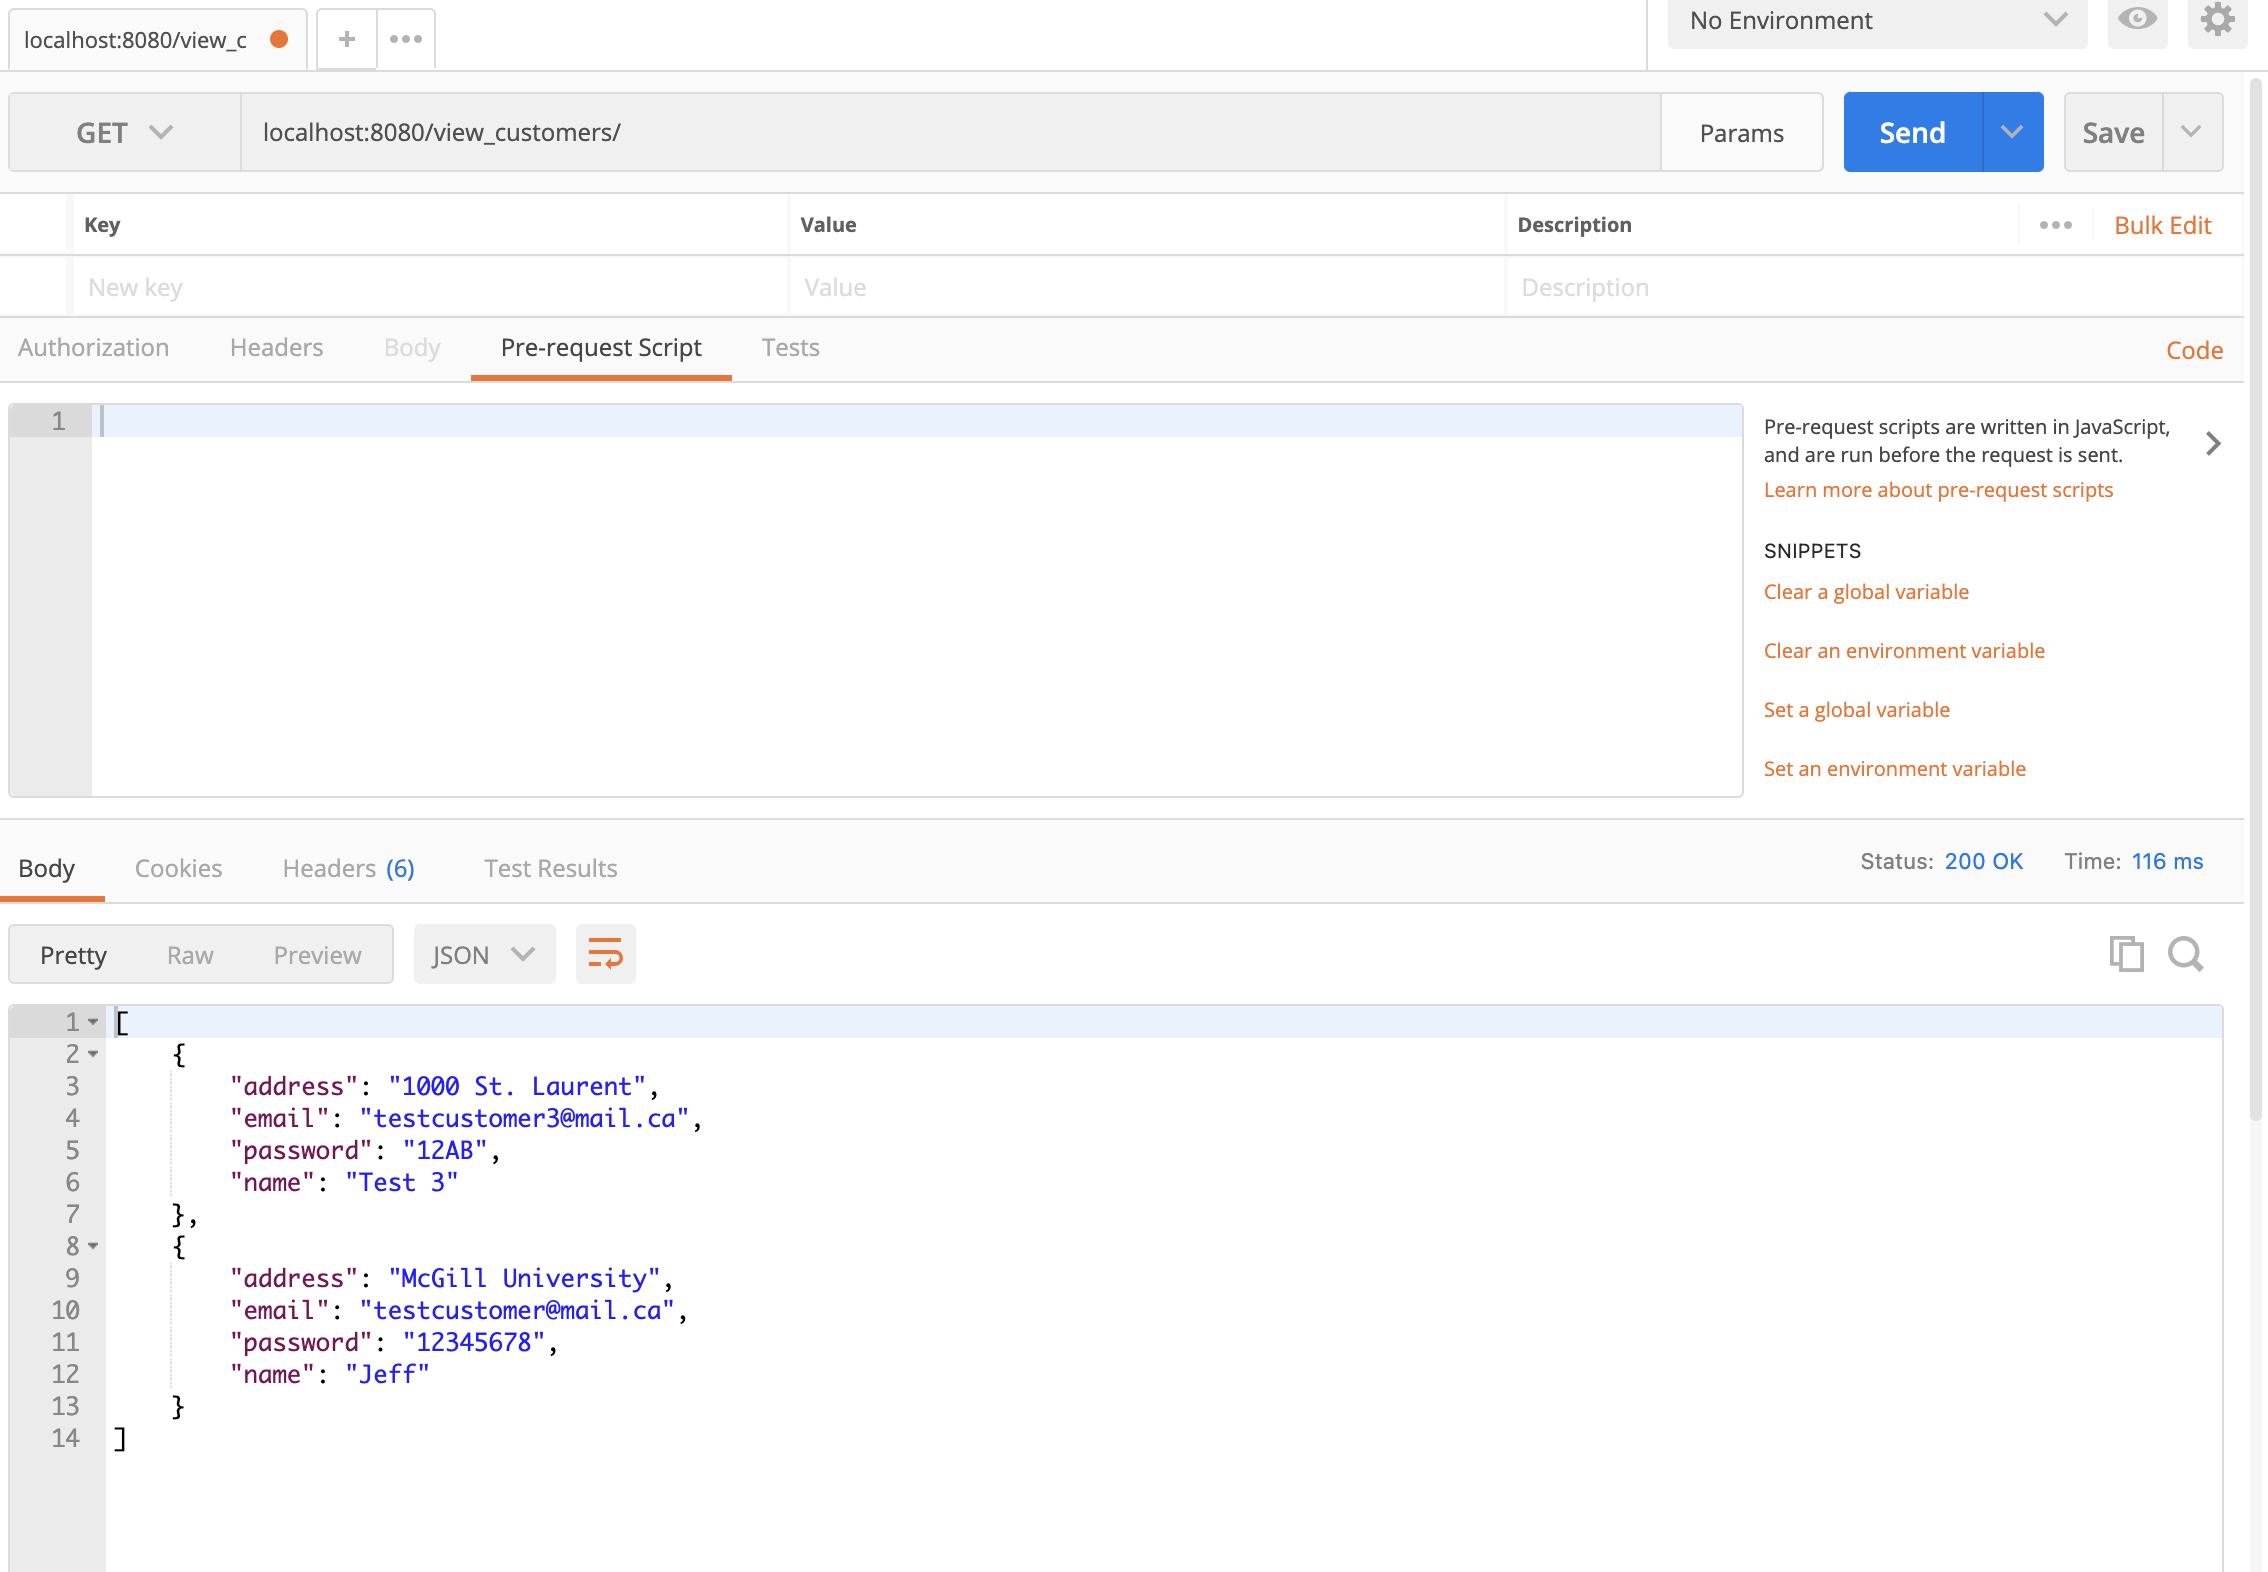 localhost:8080/view_c
+
No Environment
GET
localhost:8080/view_customers/
Params
Send
Save
Key Value Description Bulk Edit
New key Value Description
Authorization Headers Body Pre-request Script Tests Code
1
Pre-request scripts are written in JavaScript,
and are run before the request is sent.
Learn more about pre-request scripts
SNIPPETS
Clear a global variable
Clear an environment variable
Set a global variable
Set an environment variable
Body Cookies Headers (6) Test Results Status: 200 OK Time: 116 ms
Pretty Raw Preview JSON
1 [
2 {
3 "address": "1000 St. Laurent",
4 "email": "testcustomer3@mail.ca",
5 "password": "12AB",
6 "name": "Test 3"
7 },
8 {
9 "address": "McGill University",
10 "email": "testcustomer@mail.ca",
11 "password": "12345678",
12 "name": "Jeff"
13 }
14 ]